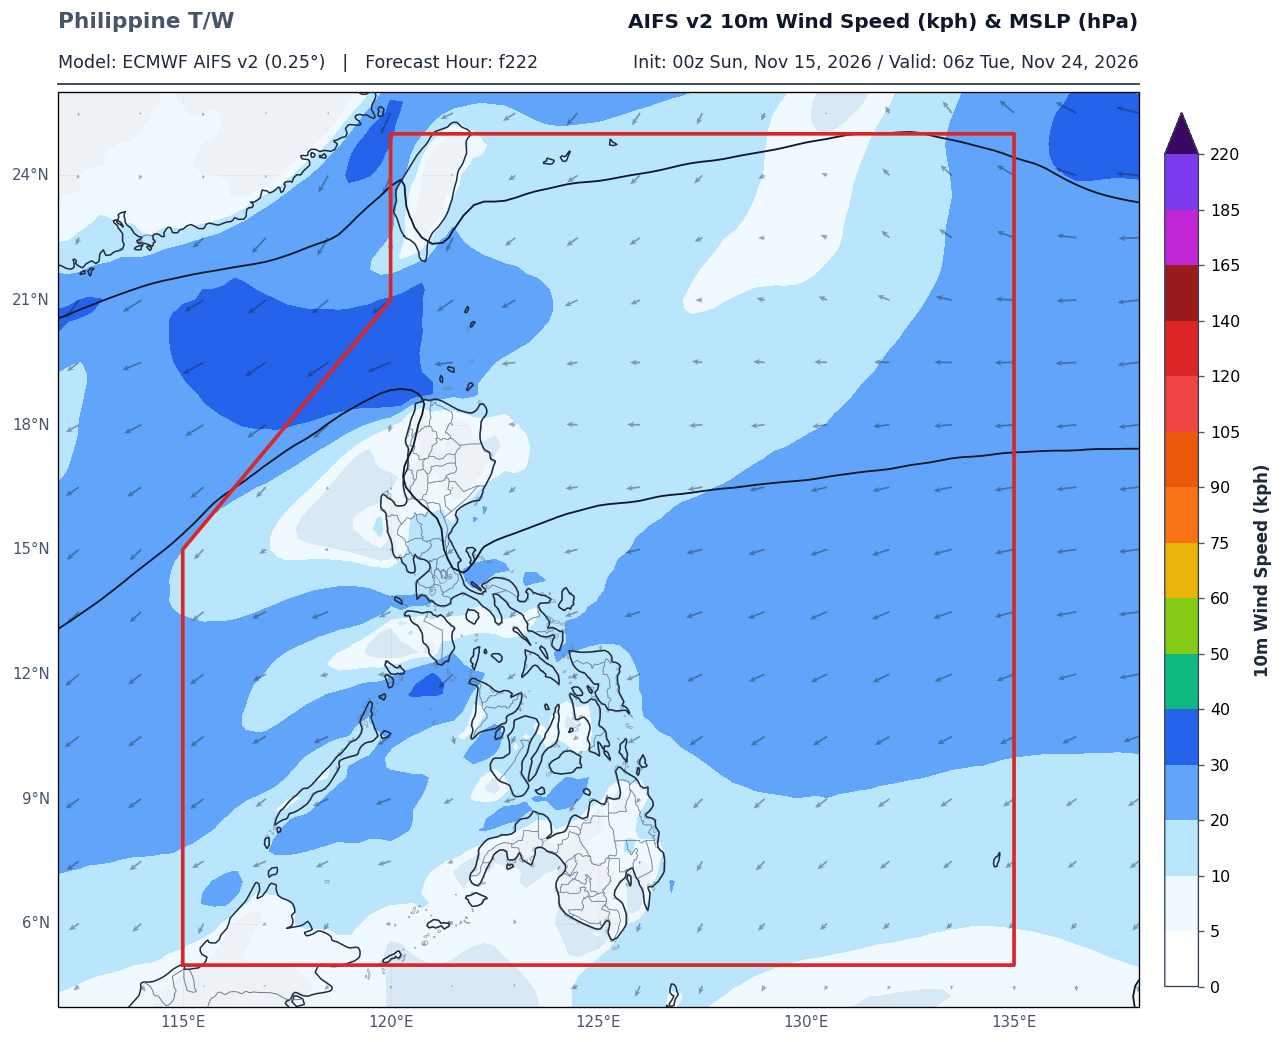 Philippine T/W
AIFS v2 10m Wind Speed (kph) & MSLP (hPa)
Model: ECMWF AIFS v2 (0.25°) | Forecast Hour: f222
Init: 00z Sun, Nov 15, 2026 / Valid: 06z Tue, Nov 24, 2026
24°N
21°N
18°N
15°N
12°N
9°N
6°N
115°E
120°E
125°E
130°E
135°E
220
185
165
140
120
105
90
75
60
50
40
30
20
10
5
0
10m Wind Speed (kph)